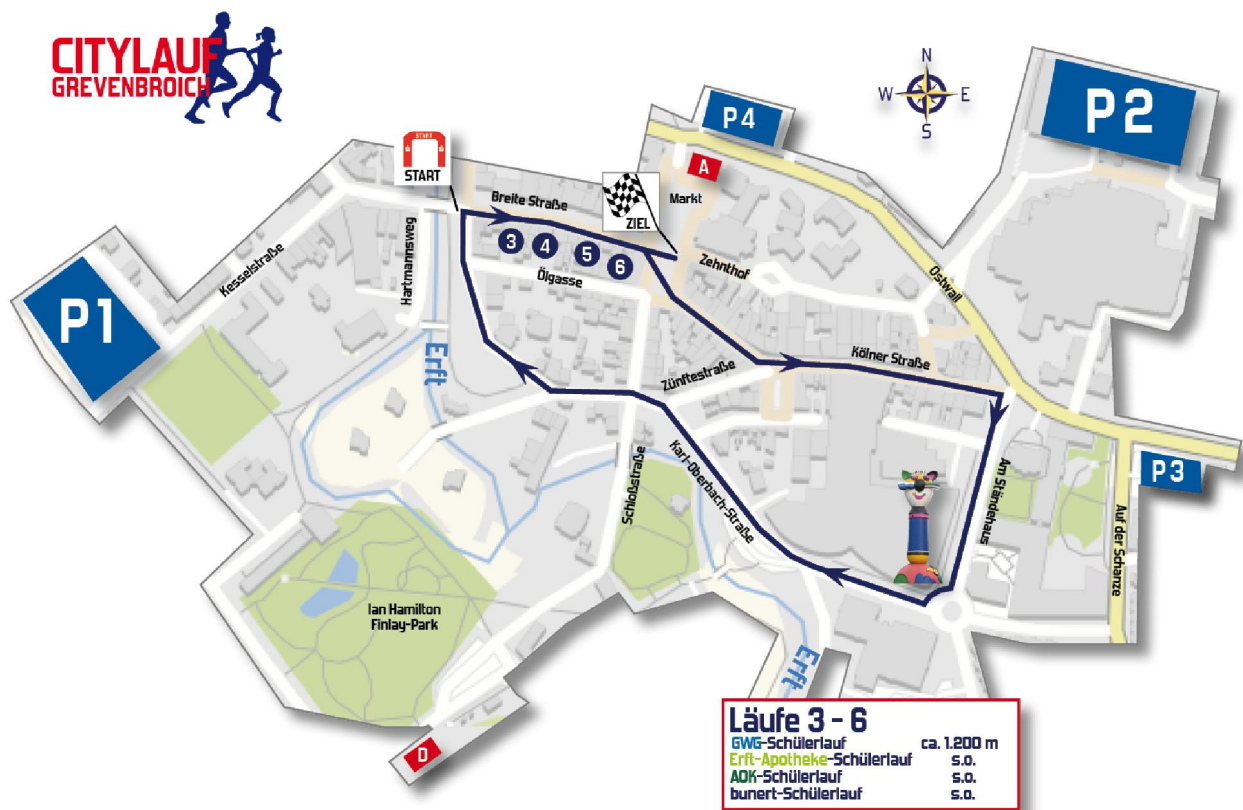 CITYLAUF
GREVENBROICH
N
W E
S
P4
P2
START
START
A
Breite Straße
Markt
ZIEL
Kesselstraße
Hartmannsweg
3 4 5 6
Zehnthof
Ölgasse
Ostwall
P1
Erft
Kölner Straße
Zünftestraße
P3
Schloßstraße
Karl-Oberbach-Straße
Am Ständehaus
Auf der Schanze
Ian Hamilton
Finlay-Park
Erft
D
Läufe 3 - 6
GWG-Schülerlauf ca. 1.200 m
Erft-Apotheke-Schülerlauf s.o.
AOK-Schülerlauf s.o.
bunert-Schülerlauf s.o.